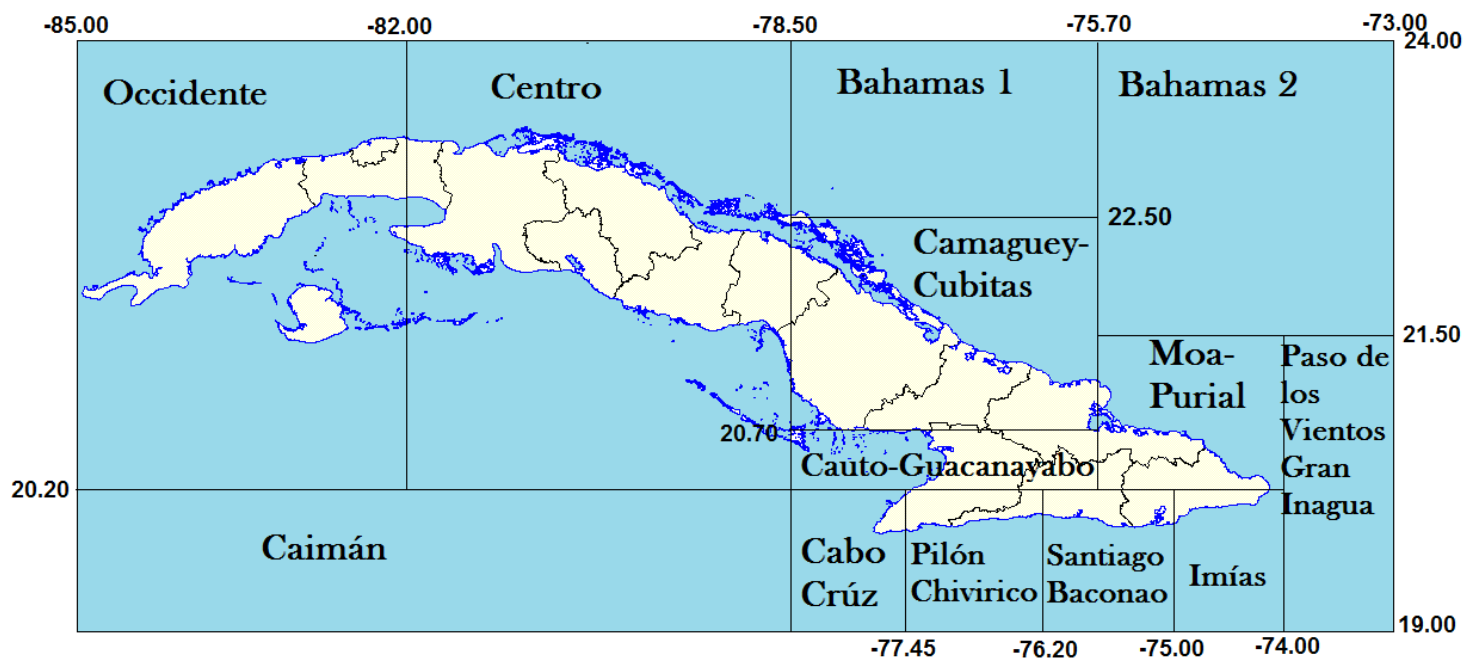 -85.00
-82.00
-78.50
-75.70
-73.00
24.00
Occidente
Centro
Bahamas 1
Bahamas 2
22.50
Camaguey-
Cubitas
21.50
Moa-
Purial
Paso de
los
Vientos
Gran
Inagua
20.70
Cauto-Guacanayabo
20.20
Caimán
Cabo
Crúz
Pilón
Chivirico
Santiago
Baconao
Imías
19.00
-77.45
-76.20
-75.00
-74.00